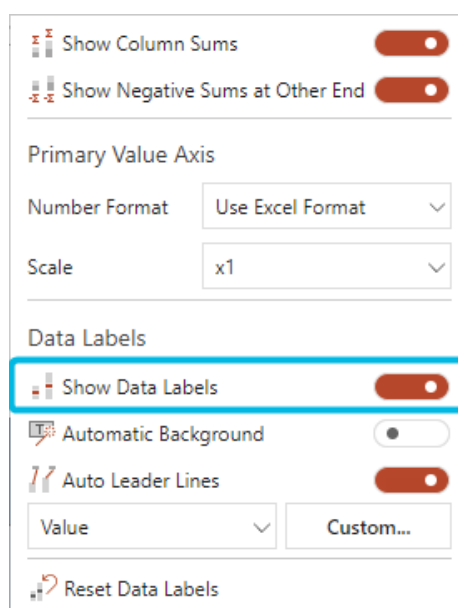 Show Column Sums
Show Negative Sums at Other End
Primary Value Axis
Number Format Use Excel Format
Scale x1
Data Labels
Show Data Labels
Automatic Background
Auto Leader Lines
Value Custom...
Reset Data Labels